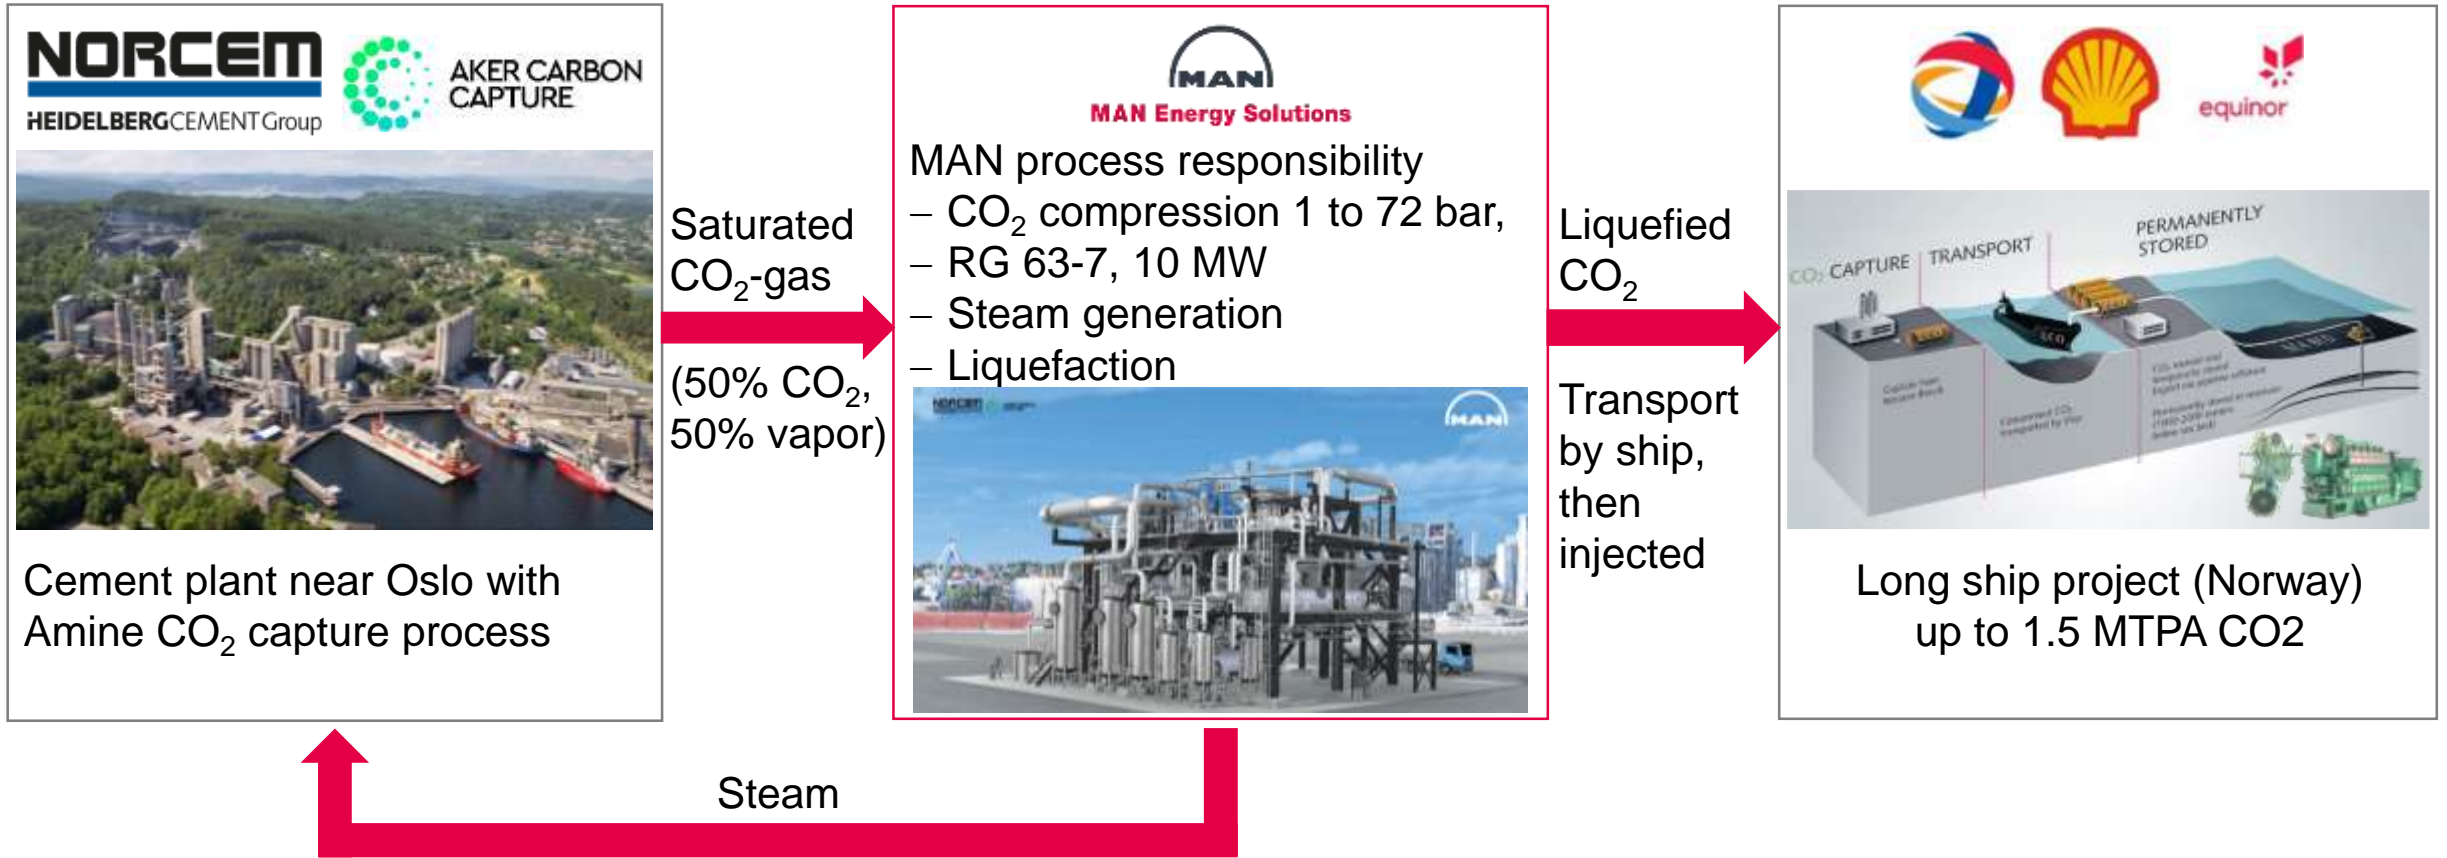 NORCEM
HEIDELBERGCEMENT Group
AKER CARBON
CAPTURE
Cement plant near Oslo with
Amine CO₂ capture process
Saturated
CO₂-gas
(50% CO₂,
50% vapor)
MAN
MAN Energy Solutions
MAN process responsibility
– CO₂ compression 1 to 72 bar,
– RG 63-7, 10 MW
– Steam generation
– Liquefaction
NORCEM
MAN
Liquefied
CO₂
Transport
by ship,
then
injected
equinor
CO₂ CAPTURE
TRANSPORT
PERMANENTLY
STORED
Long ship project (Norway)
up to 1.5 MTPA CO2
Steam